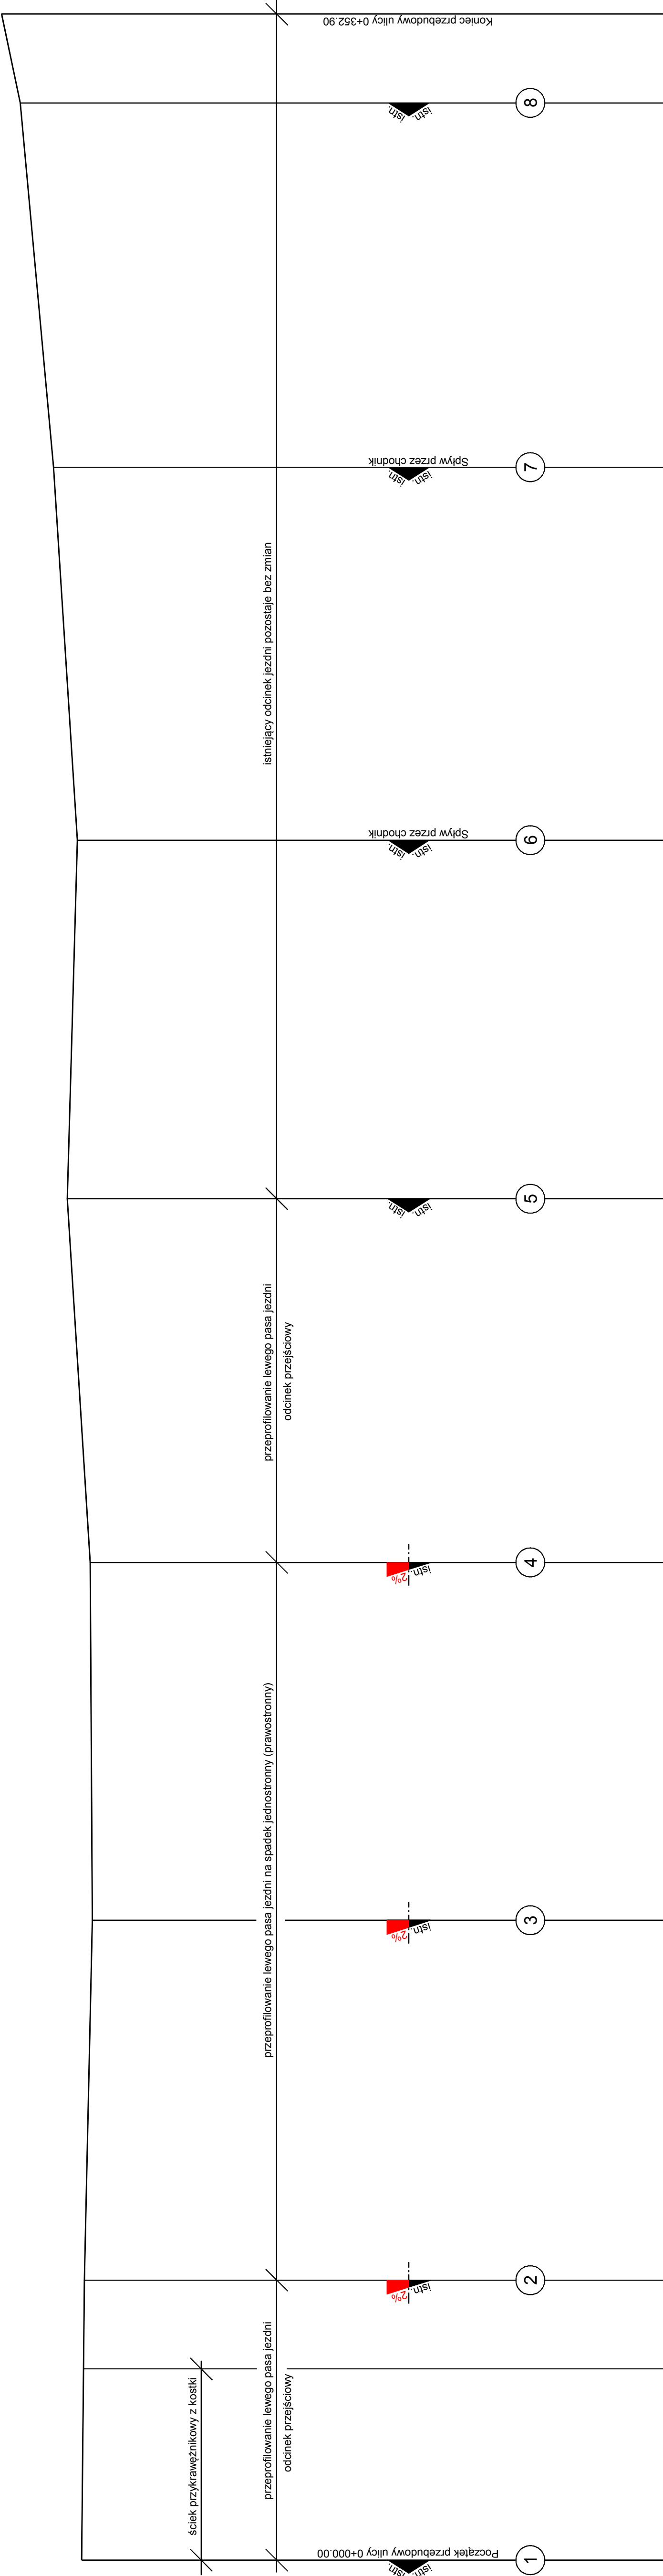 Początek przebudowy ulicy 0+000.00
istn. istn.
1
ściek przykrawężnikowy z kostki
przeprofilowanie lewego pasa jezdni
odcinek przejściowy
2% istn.
2
przeprofilowanie lewego pasa jezdni na spadek jednostronny (prawostronny)
2% istn.
3
2% istn.
4
przeprofilowanie lewego pasa jezdni
odcinek przejściowy
istn. istn.
5
istniejący odcinek jezdni pozostaje bez zmian
Spływ przez chodnik
istn. istn.
6
Spływ przez chodnik
istn. istn.
7
istn. istn.
8
Koniec przebudowy ulicy 0+352.90